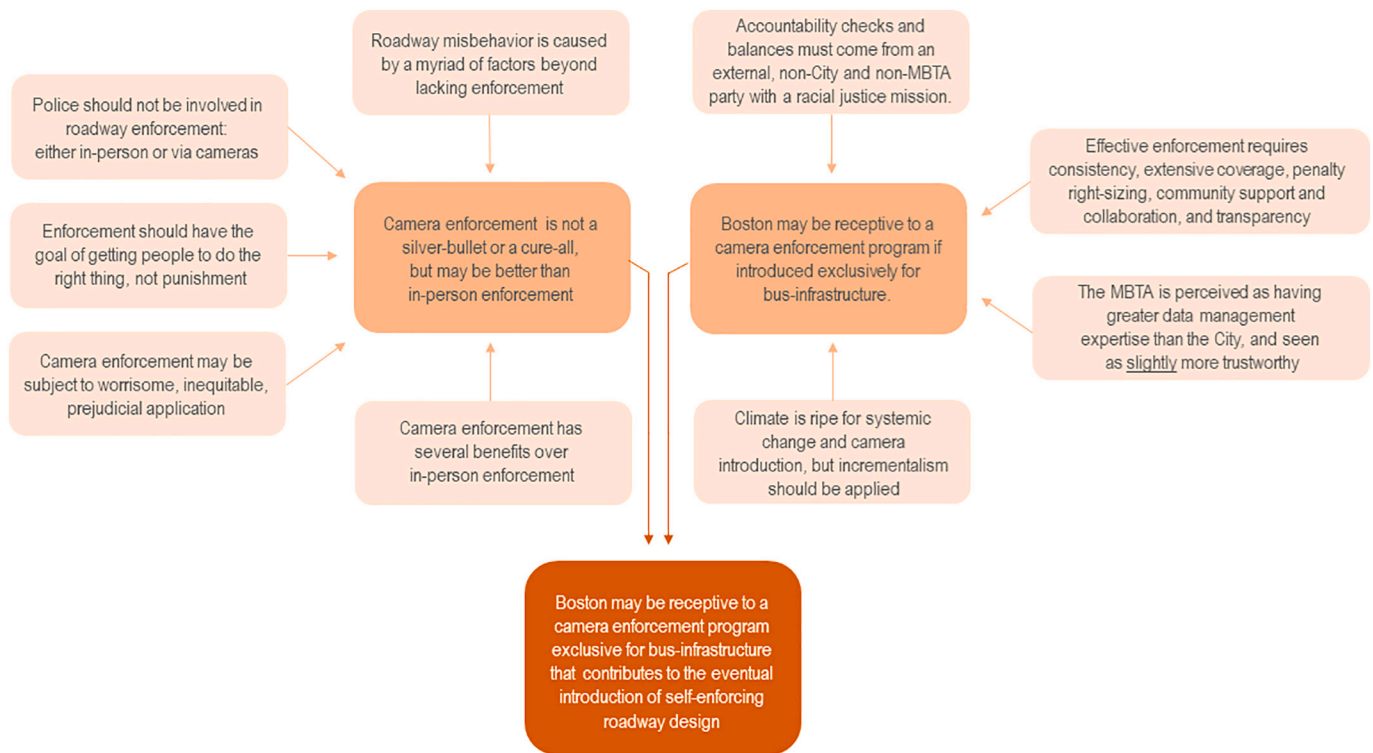 Roadway misbehavior is caused
by a myriad of factors beyond
lacking enforcement
Accountability checks and
balances must come from an
external, non-City and non-MBTA
party with a racial justice mission.
Police should not be involved in
roadway enforcement:
either in-person or via cameras
Effective enforcement requires
consistency, extensive coverage, penalty
right-sizing, community support and
collaboration, and transparency
Enforcement should have the
goal of getting people to do the
right thing, not punishment
Camera enforcement is not a
silver-bullet or a cure-all,
but may be better than
in-person enforcement
Boston may be receptive to a
camera enforcement program if
introduced exclusively for
bus-infrastructure.
The MBTA is perceived as having
greater data management
expertise than the City, and seen
as slightly more trustworthy
Camera enforcement may be
subject to worrisome, inequitable,
prejudicial application
Camera enforcement has
several benefits over
in-person enforcement
Climate is ripe for systemic
change and camera
introduction, but incrementalism
should be applied
Boston may be receptive to a
camera enforcement program
exclusive for bus-infrastructure
that contributes to the eventual
introduction of self-enforcing
roadway design